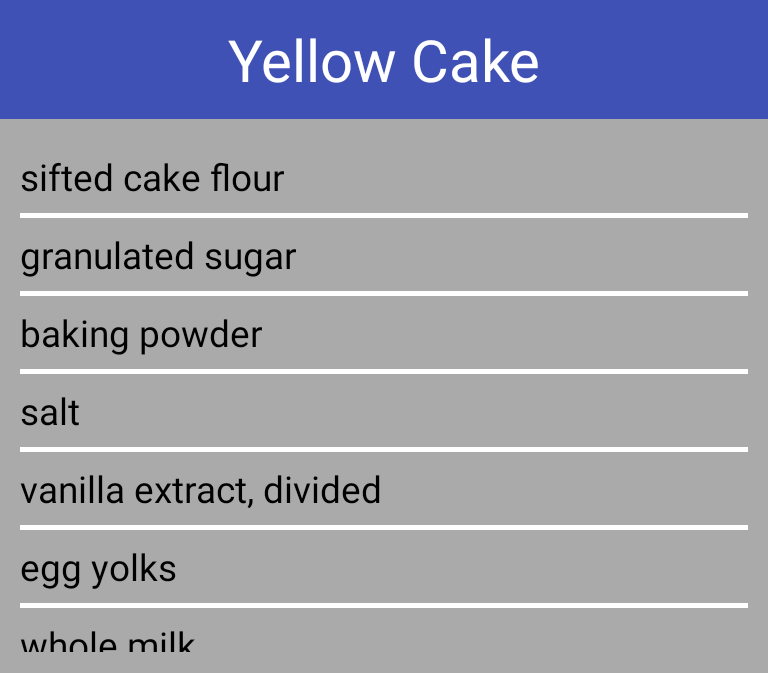 Yellow Cake
sifted cake flour
granulated sugar
baking powder
salt
vanilla extract, divided
egg yolks
whole milk